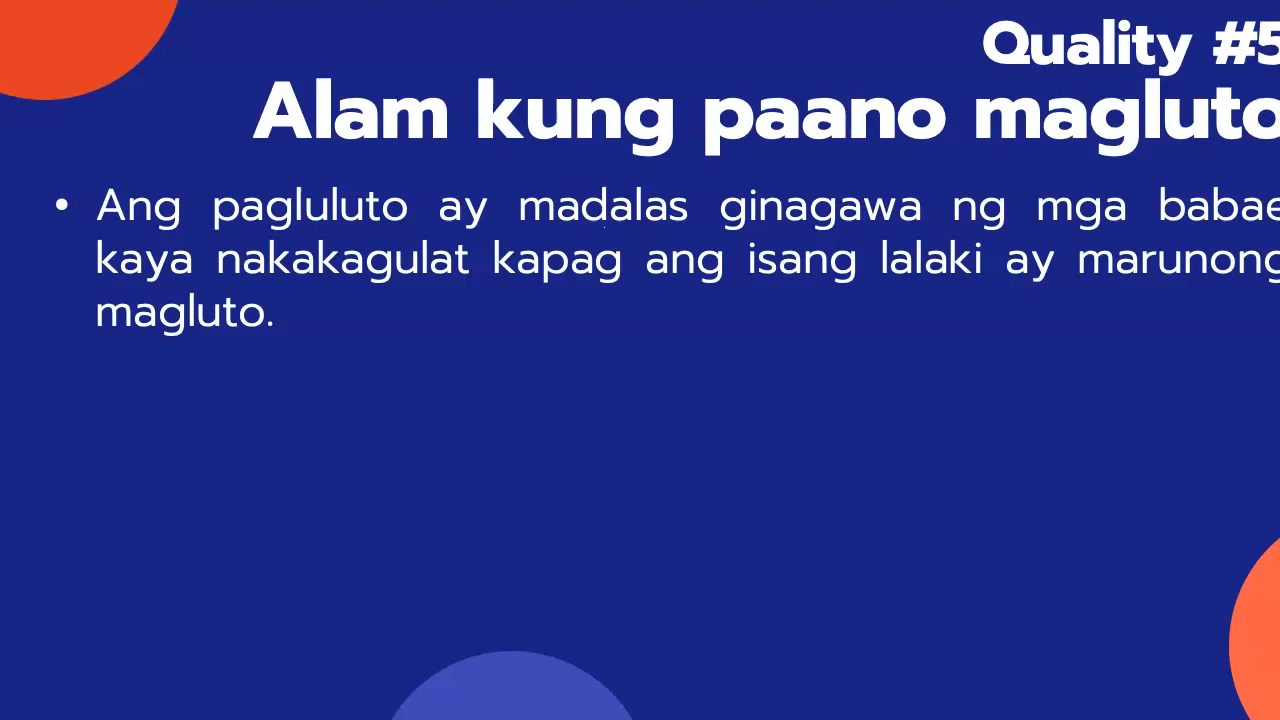 Quality #5
Alam kung paano magluto
• Ang pagluluto ay madalas ginagawa ng mga babae
kaya nakakagulat kapag ang isang lalaki ay marunong
magluto.